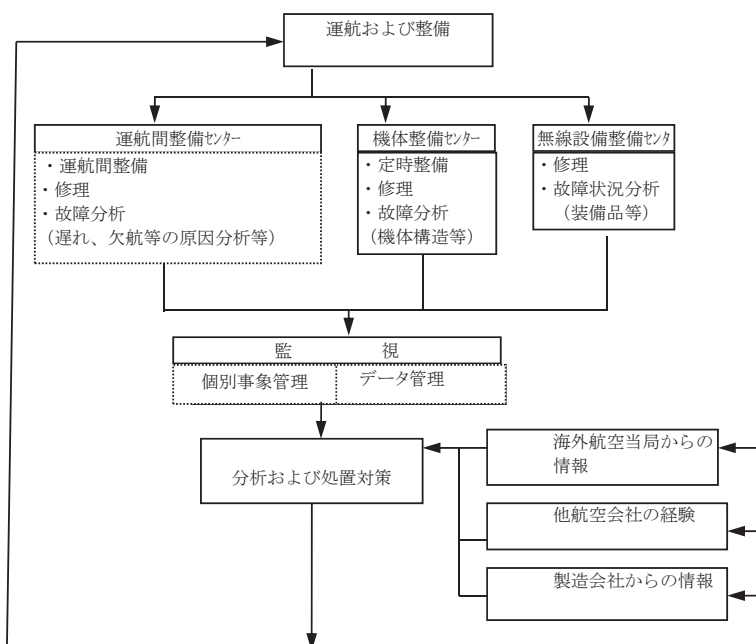 運航および整備
運航間整備ｾﾝﾀｰ
・運航間整備
・修理
・故障分析
（遅れ、欠航等の原因分析等）
機体整備センター
・定時整備
・修理
・故障分析
（機体構造等）
無線設備整備センタ
・修理
・故障状況分析
（装備品等）
監 視
個別事象管理
データ管理
分析および処置対策
海外航空当局からの
情報
他航空会社の経験
製造会社からの情報